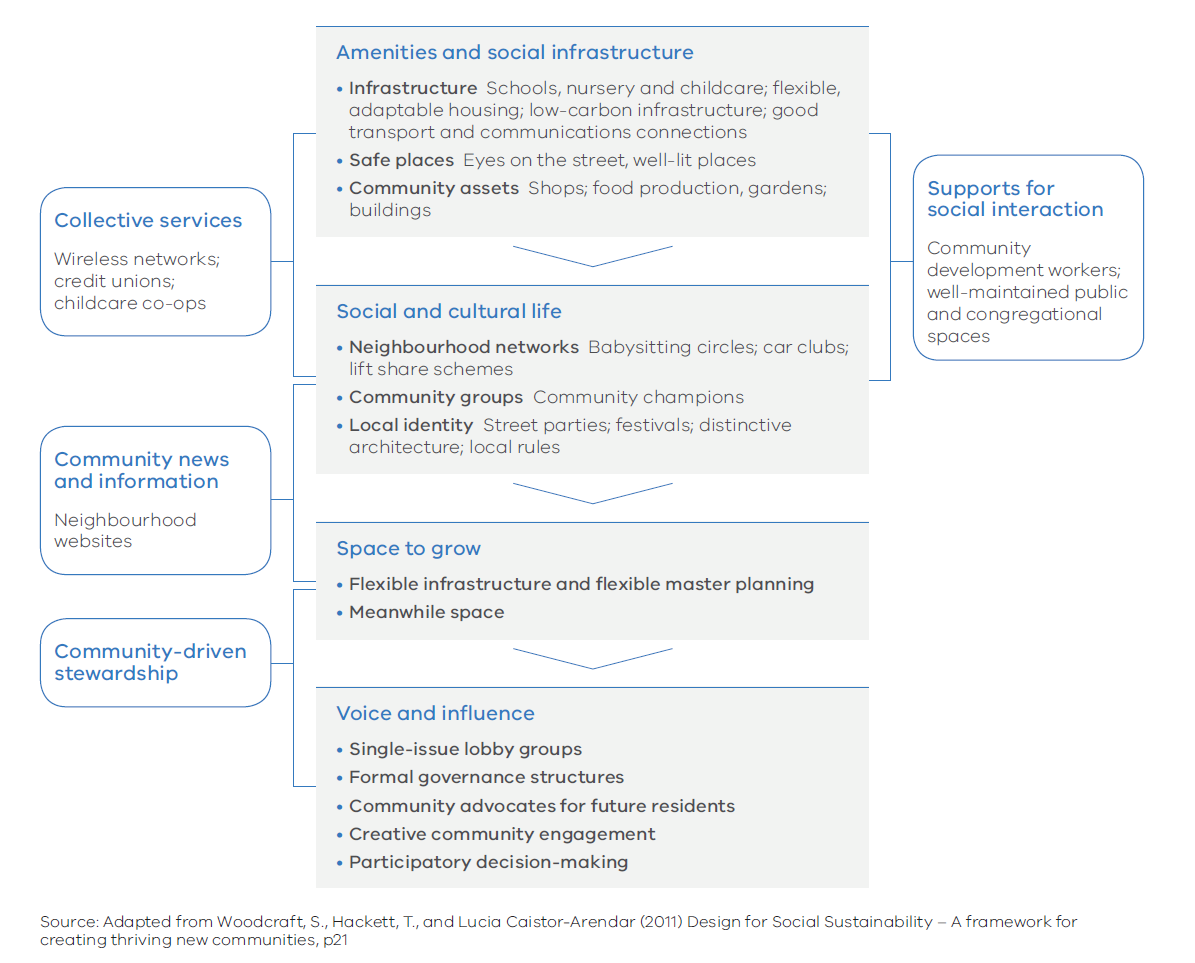 Amenities and social infrastructure
• Infrastructure Schools, nursery and childcare; flexible,
adaptable housing; low-carbon infrastructure; good
transport and communications connections
• Safe places Eyes on the street, well-lit places
• Community assets Shops; food production, gardens;
buildings
Collective services
Wireless networks;
credit unions;
childcare co-ops
Supports for
social interaction
Community
development workers;
well-maintained public
and congregational
spaces
Social and cultural life
• Neighbourhood networks Babysitting circles; car clubs;
lift share schemes
• Community groups Community champions
• Local identity Street parties; festivals; distinctive
architecture; local rules
Community news
and information
Neighbourhood
websites
Space to grow
• Flexible infrastructure and flexible master planning
• Meanwhile space
Community-driven
stewardship
Voice and influence
• Single-issue lobby groups
• Formal governance structures
• Community advocates for future residents
• Creative community engagement
• Participatory decision-making
Source: Adapted from Woodcraft, S., Hackett, T., and Lucia Caistor-Arendar (2011) Design for Social Sustainability – A framework for
creating thriving new communities, p21